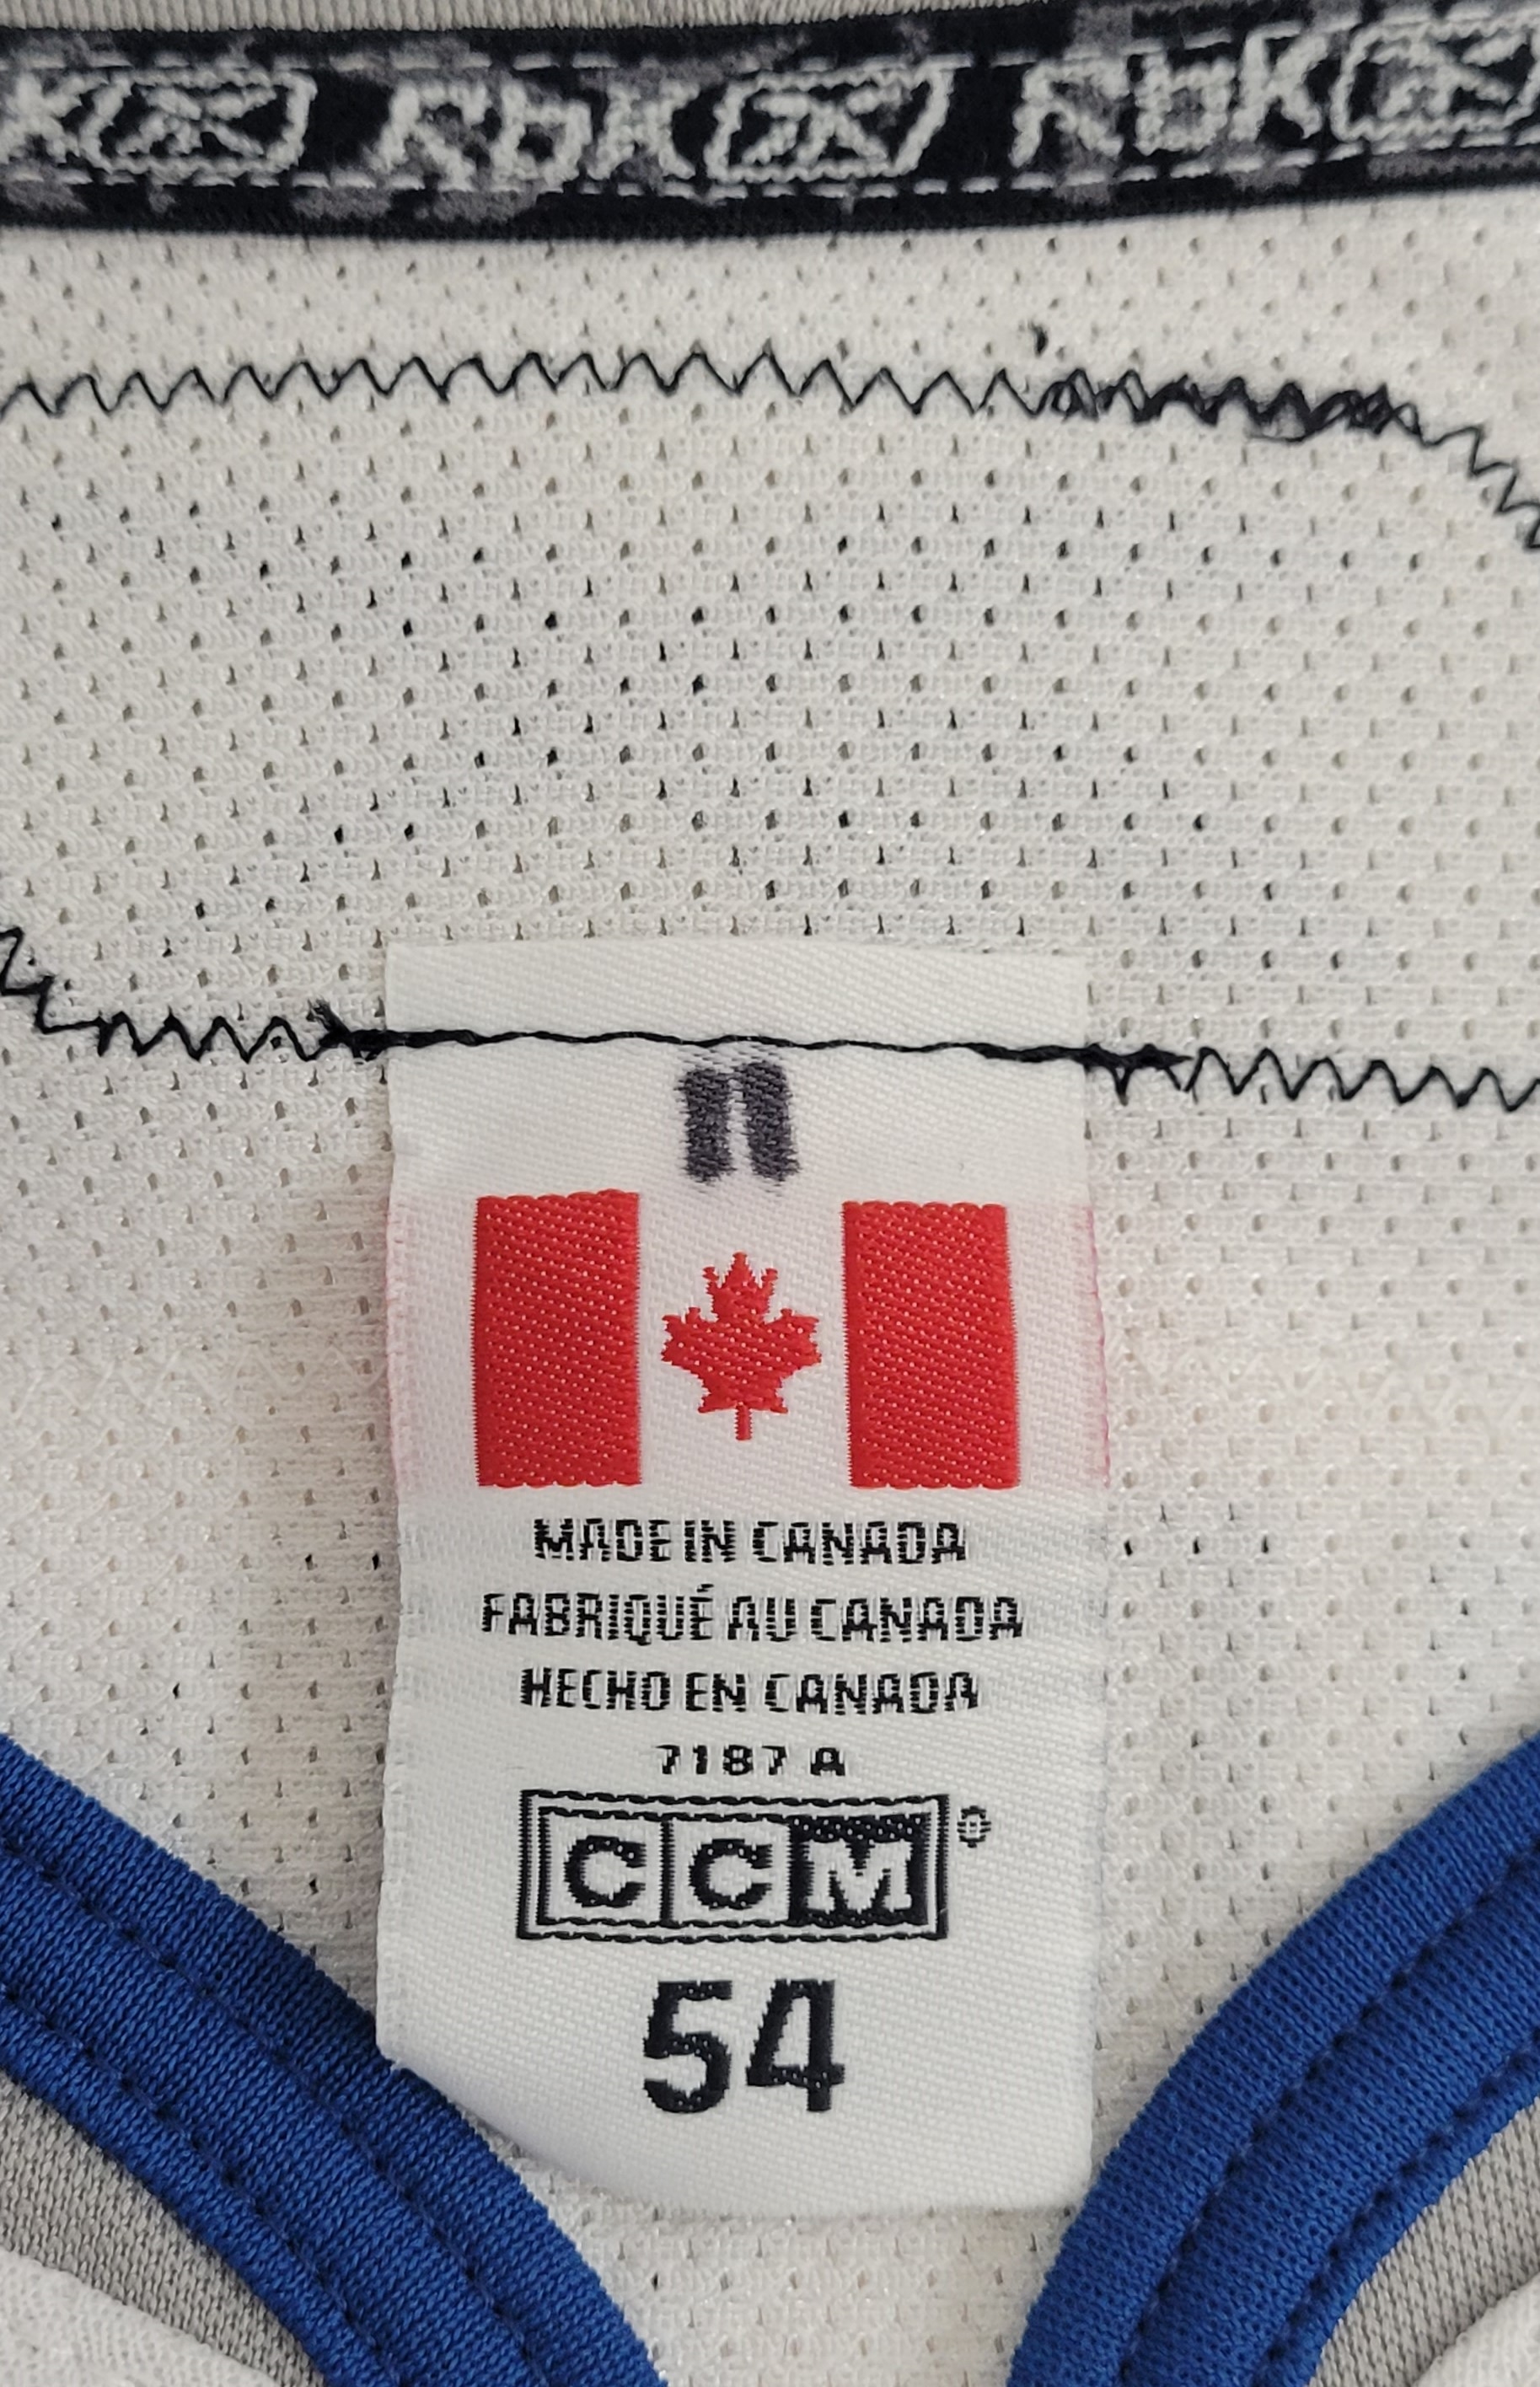 RbK RbK
MADE IN CANADA
FABRIQUÉ AU CANADA
HECHO EN CANADA
7187 A
CCM®
54